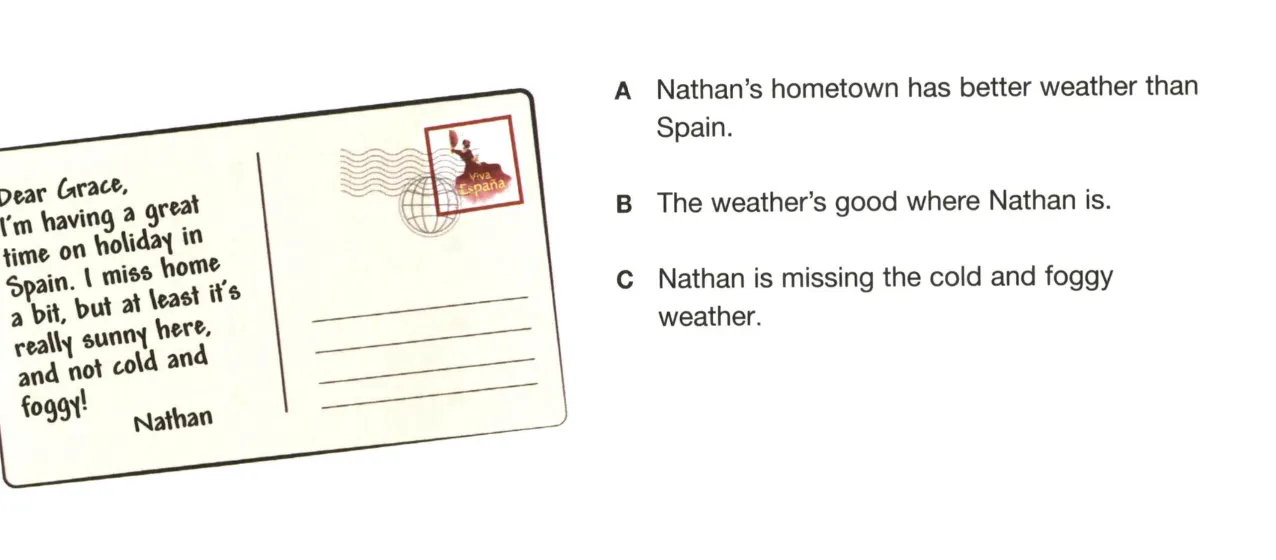 Dear Grace,
I'm having a great
time on holiday in
Spain. I miss home
a bit, but at least it's
really sunny here,
and not cold and
foggy!
Nathan
Viva
España
A Nathan's hometown has better weather than
Spain.
B The weather's good where Nathan is.
C Nathan is missing the cold and foggy
weather.